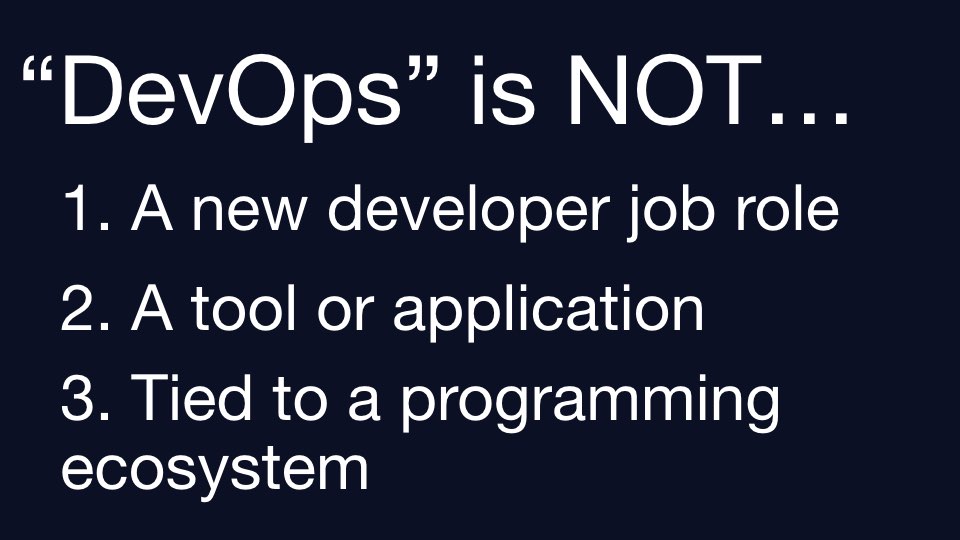 “DevOps” is NOT…
1. A new developer job role
2. A tool or application
3. Tied to a programming
ecosystem